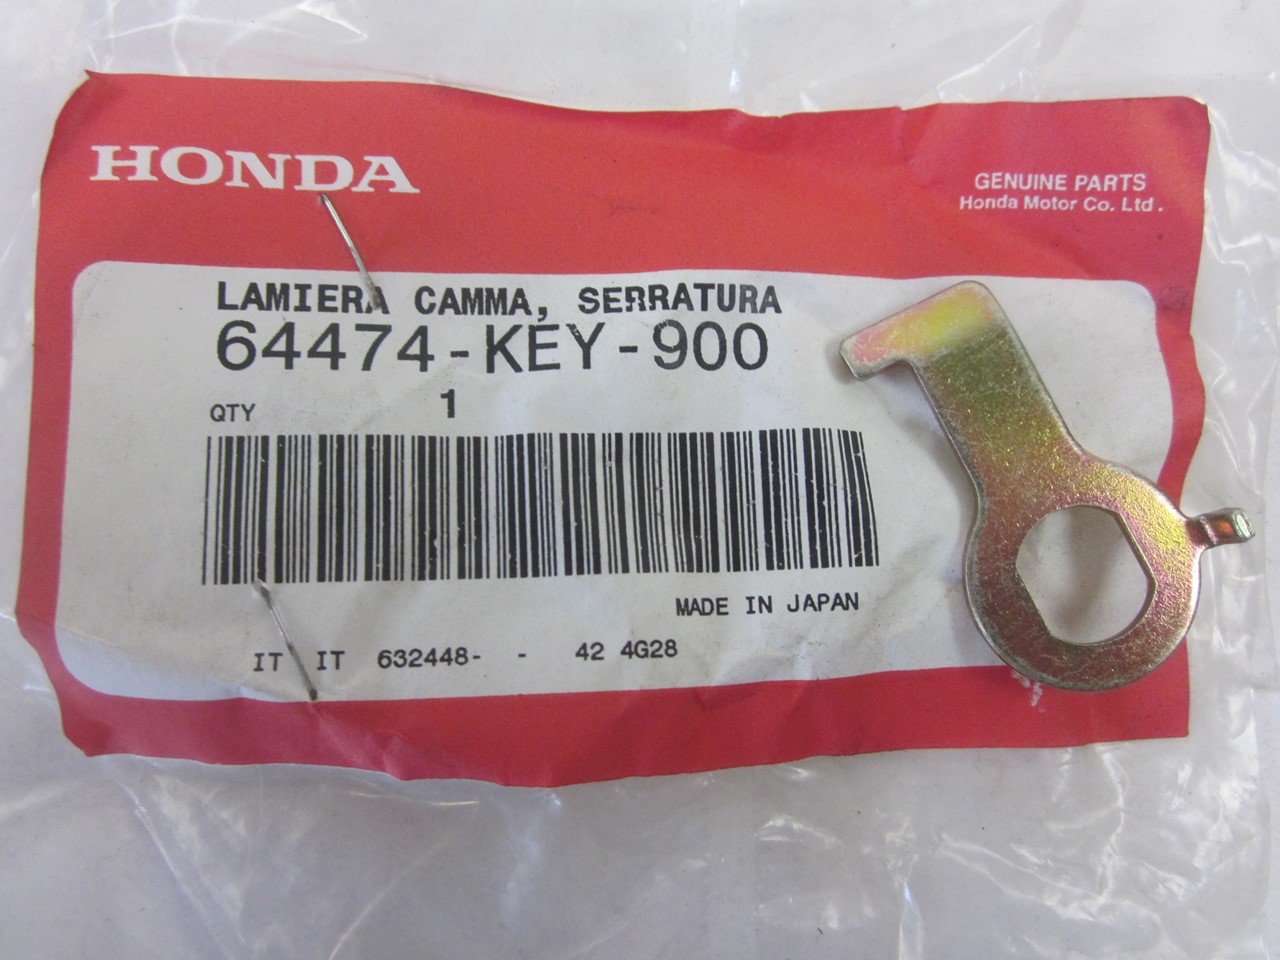 HONDA
GENUINE PARTS
Honda Motor Co. Ltd.
LAMIERA CAMMA, SERRATURA
64474-KEY-900
QTY 1
MADE IN JAPAN
IT IT 632448- - 42 4G28